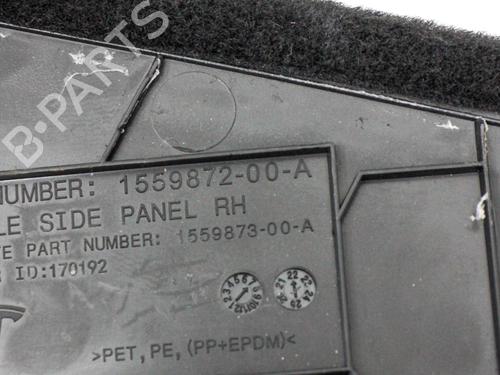 B-PARTS
NUMBER: 1559872-00-A
LE SIDE PANEL RH
PART NUMBER: 1559873-00-A
ID:170192
>PET, PE, (PP+EPDM)<